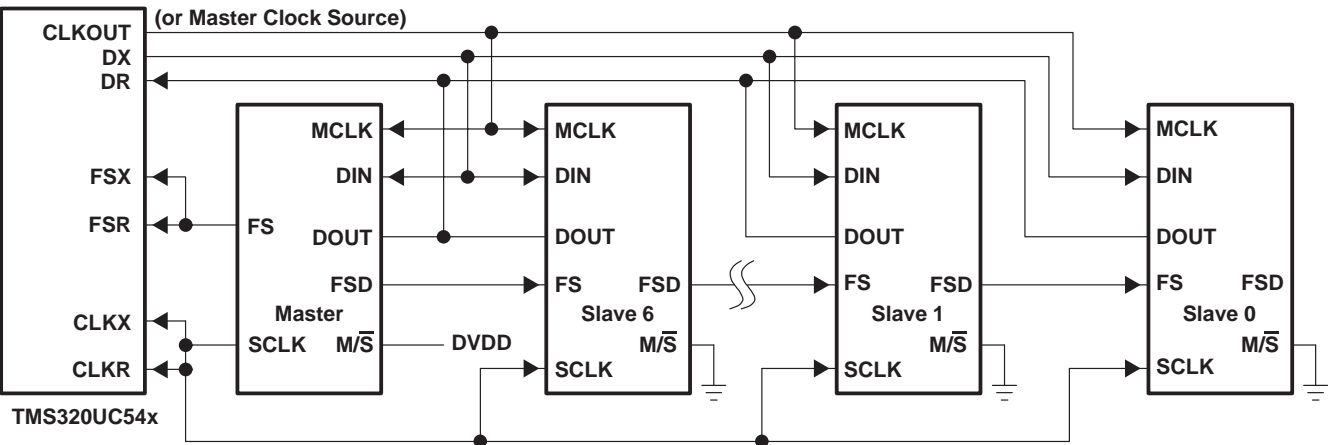 (or Master Clock Source)
CLKOUT
DX
DR
FSX
FSR
CLKX
CLKR
TMS320UC54x
MCLK
DIN
FS
DOUT
FSD
Master
SCLK M/S̅
DVDD
MCLK
DIN
DOUT
FS FSD
Slave 6
M/S̅
SCLK
MCLK
DIN
DOUT
FS FSD
Slave 1
M/S̅
SCLK
MCLK
DIN
DOUT
FS FSD
Slave 0
M/S̅
SCLK